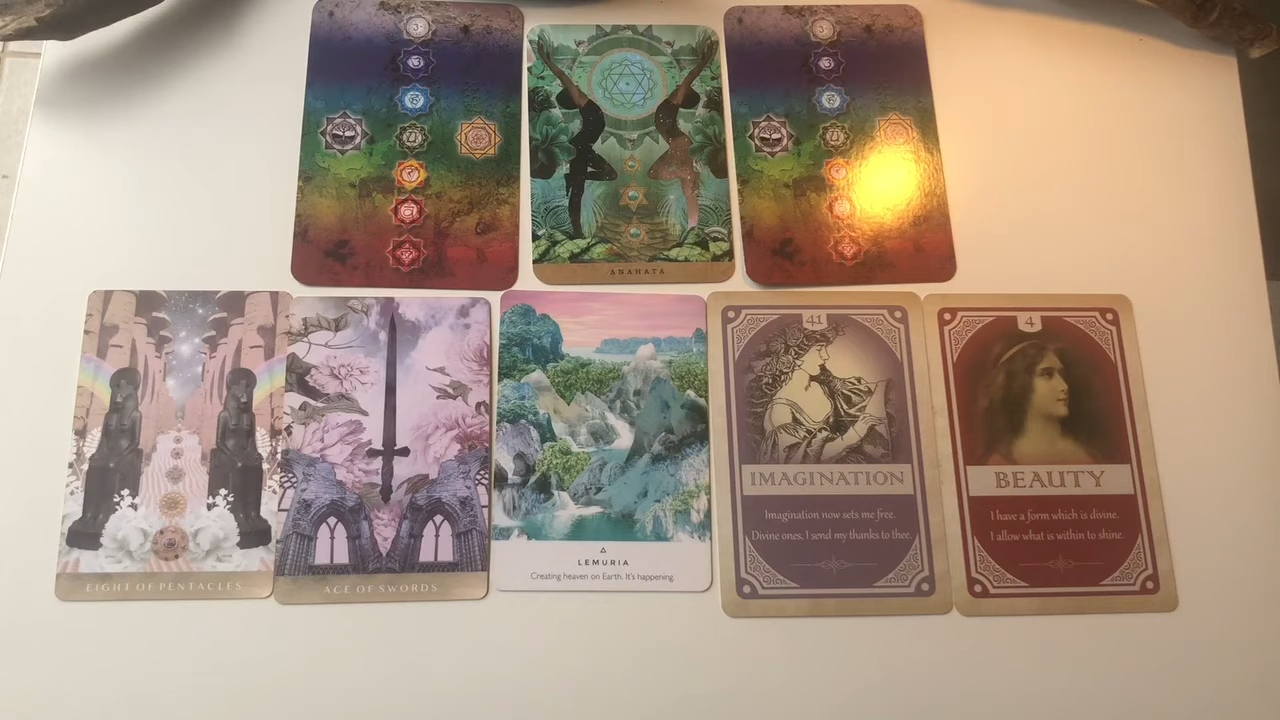 ANAHATA
EIGHT OF PENTACLES
ACE OF SWORDS
LEMURIA
Creating heaven on Earth. It's happening.
41
IMAGINATION
Imagination now sets me free.
Divine ones, I send my thanks to thee.
4
BEAUTY
I have a form which is divine.
I allow what is within to shine.